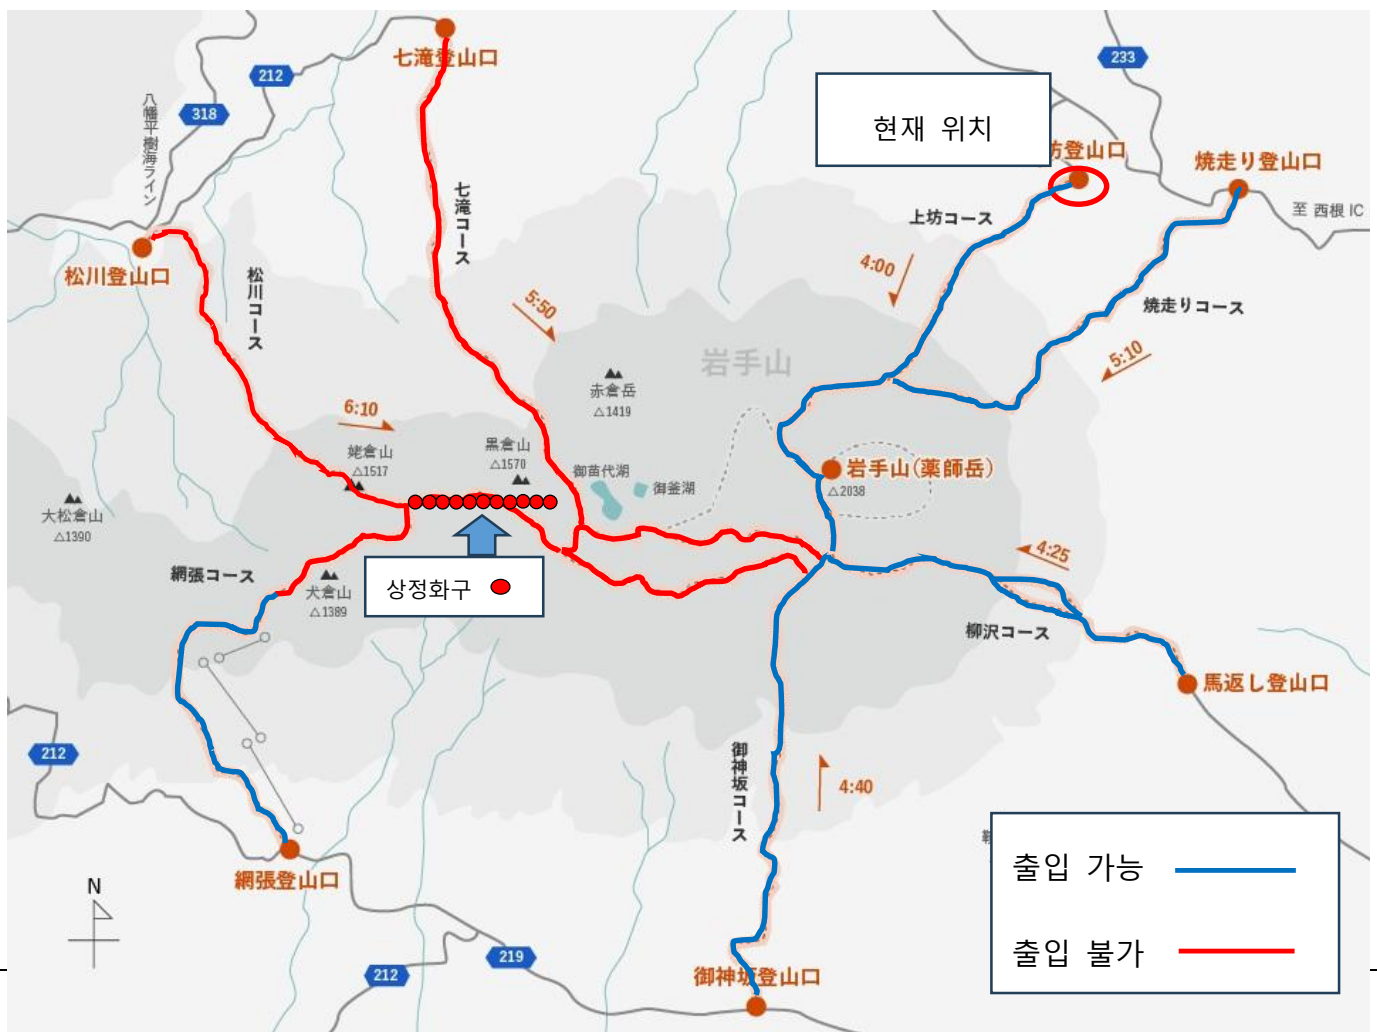 七滝登山口
212
318
233
八幡平樹海ライン
현재 위치
坊登山口
焼走り登山口
至 西根 IC
七滝コース
上坊コース
松川登山口
松川コース
4:00
5:50
焼走りコース
岩手山
5:10
赤倉岳
△1419
6:10
姥倉山
△1517
黒倉山
△1570
御苗代湖
御釜湖
岩手山(薬師岳)
△2038
大松倉山
△1390
상정화구
4:25
網張コース
犬倉山
△1389
柳沢コース
馬返し登山口
212
御神坂コース
4:40
출입 가능
출입 불가
網張登山口
N
219
212
御神坂登山口